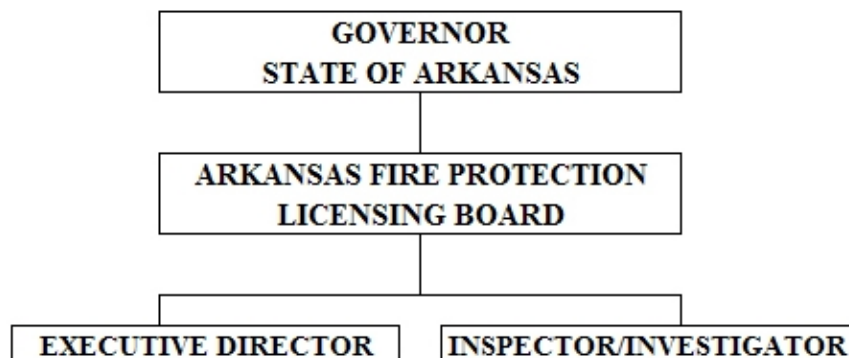 GOVERNOR
STATE OF ARKANSAS
ARKANSAS FIRE PROTECTION
LICENSING BOARD
EXECUTIVE DIRECTOR
INSPECTOR/INVESTIGATOR